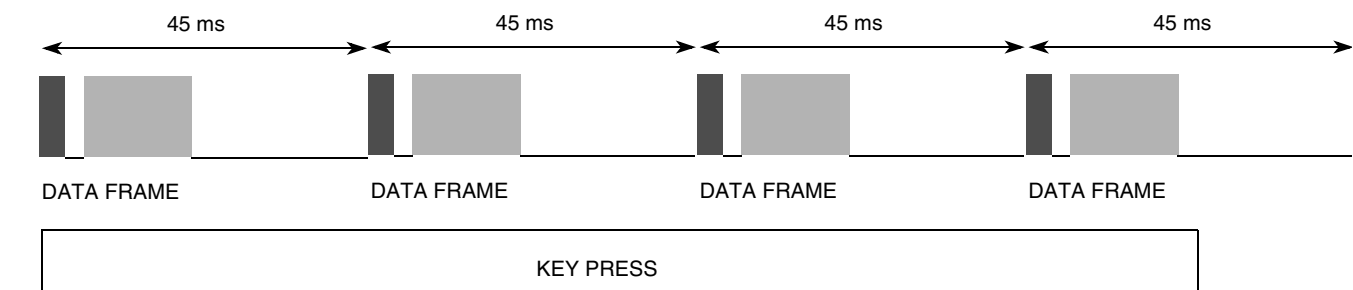 45 ms 45 ms 45 ms 45 ms
DATA FRAME DATA FRAME DATA FRAME DATA FRAME
KEY PRESS